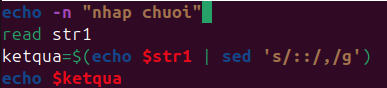 echo -n "nhap chuoi"
read str1
ketqua=$(echo $str1 | sed 's/::/,/g')
echo $ketqua